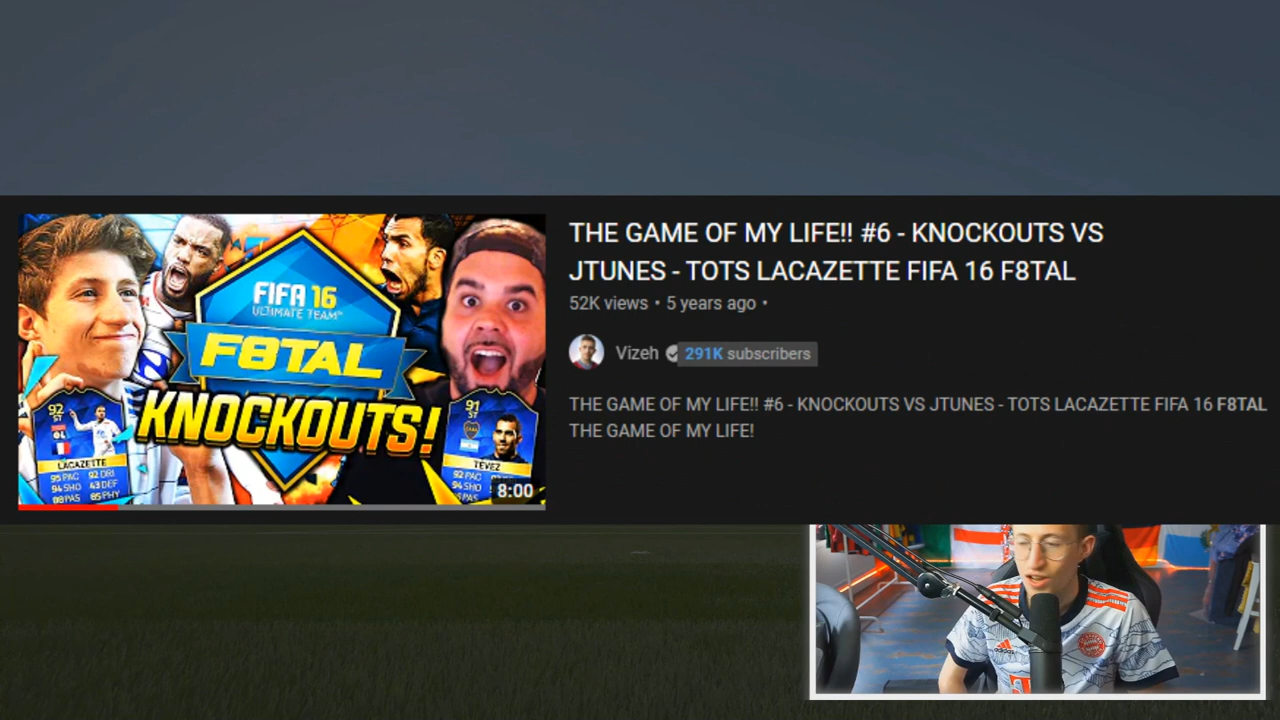 THE GAME OF MY LIFE!! #6 - KNOCKOUTS VS
JTUNES - TOTS LACAZETTE FIFA 16 F8TAL
52K views • 5 years ago •
Vizeh 291K subscribers
THE GAME OF MY LIFE!! #6 - KNOCKOUTS VS JTUNES - TOTS LACAZETTE FIFA 16 F8TAL
THE GAME OF MY LIFE!
FIFA 16
ULTIMATE TEAM
F8TAL
KNOCKOUTS!
92
ST
OL
LACAZETTE
95 PAC 92 DRI
94 SHO 43 DEF
88 PAS 85 PHY
91
ST
TEVEZ
92 PAC
94 SHO
PAS
8:00
adidas